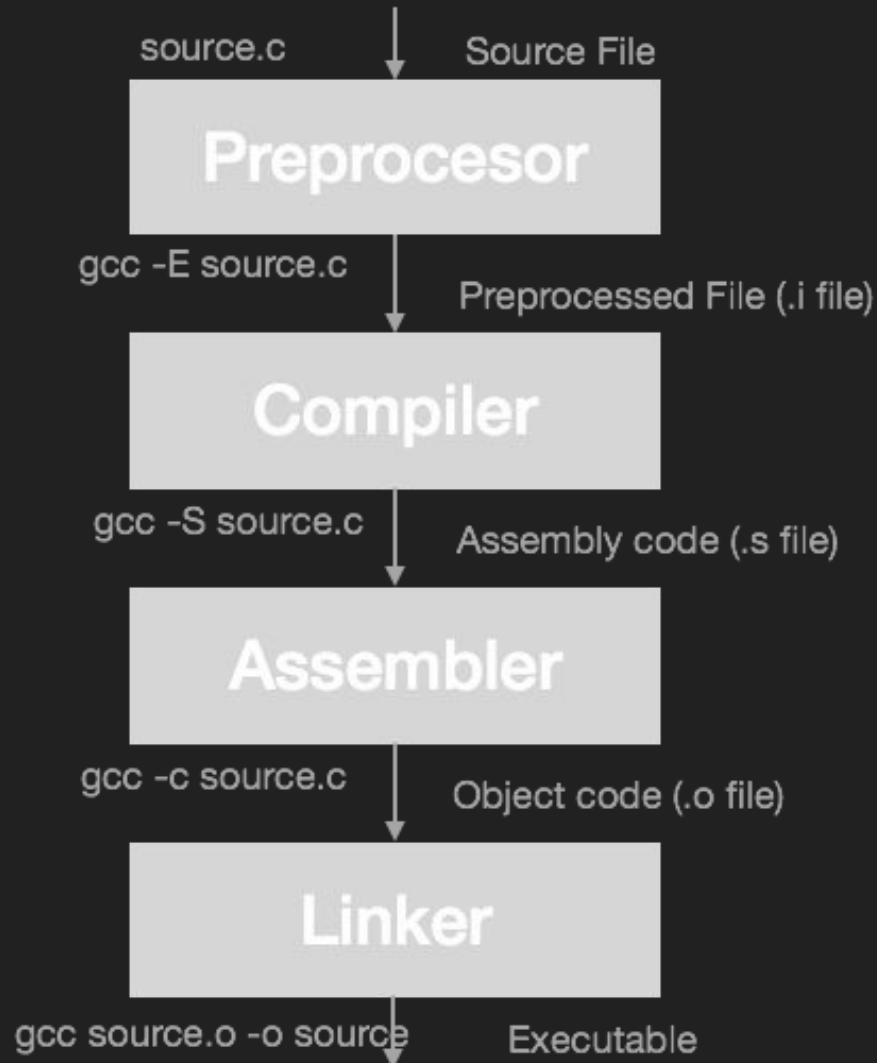 source.c
Source File
Preprocesor
gcc -E source.c
Preprocessed File (.i file)
Compiler
gcc -S source.c
Assembly code (.s file)
Assembler
gcc -c source.c
Object code (.o file)
Linker
gcc source.o -o source
Executable